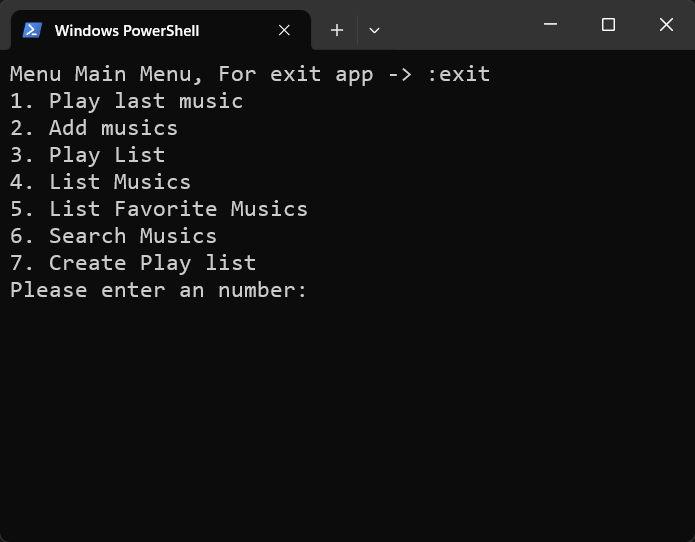 Windows PowerShell
Menu Main Menu, For exit app -> :exit
1. Play last music
2. Add musics
3. Play List
4. List Musics
5. List Favorite Musics
6. Search Musics
7. Create Play list
Please enter an number: